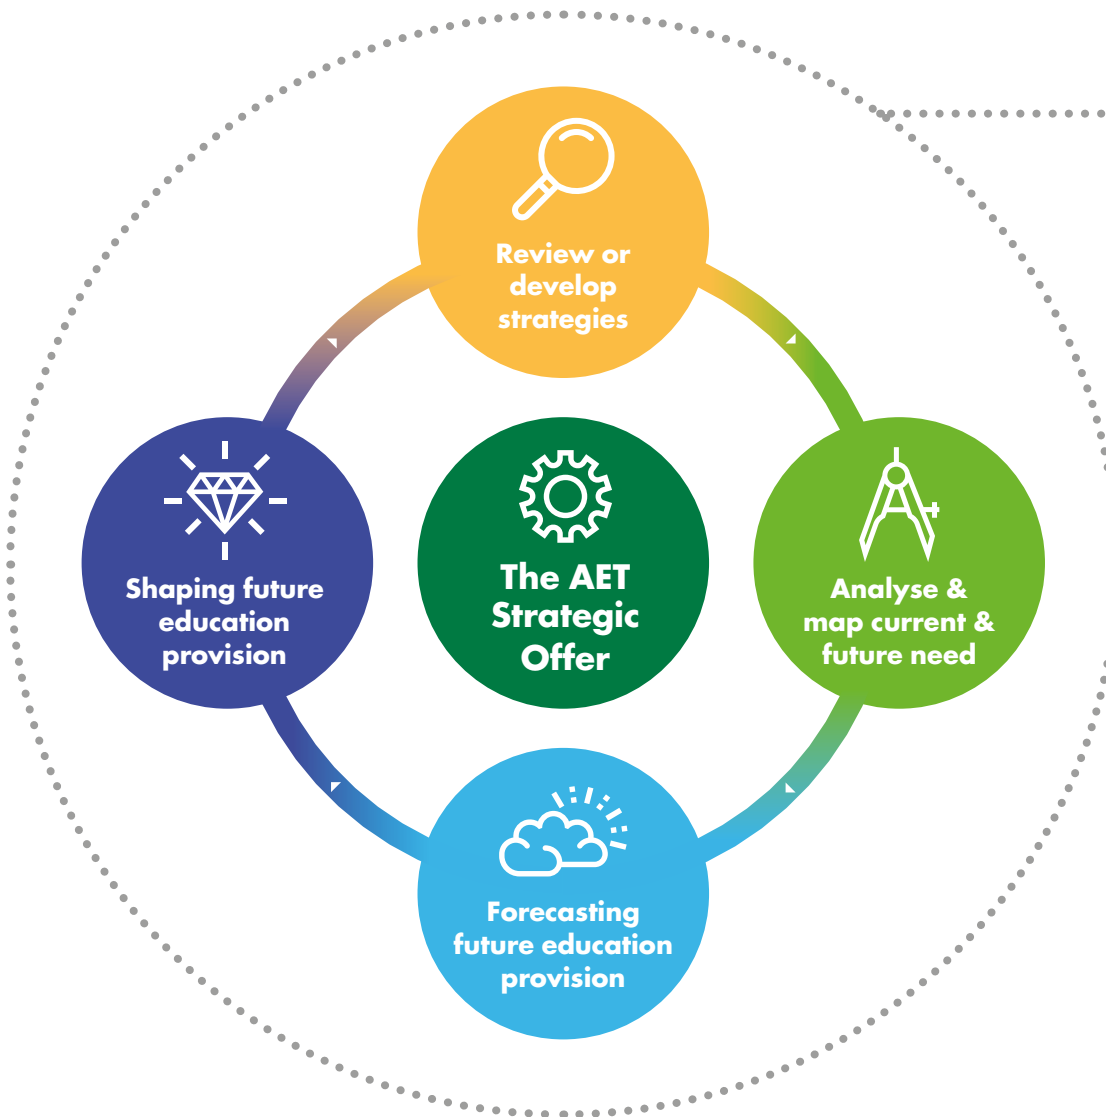 Review or
develop
strategies
Shaping future
education
provision
The AET
Strategic
Offer
Analyse &
map current &
future need
Forecasting
future education
provision